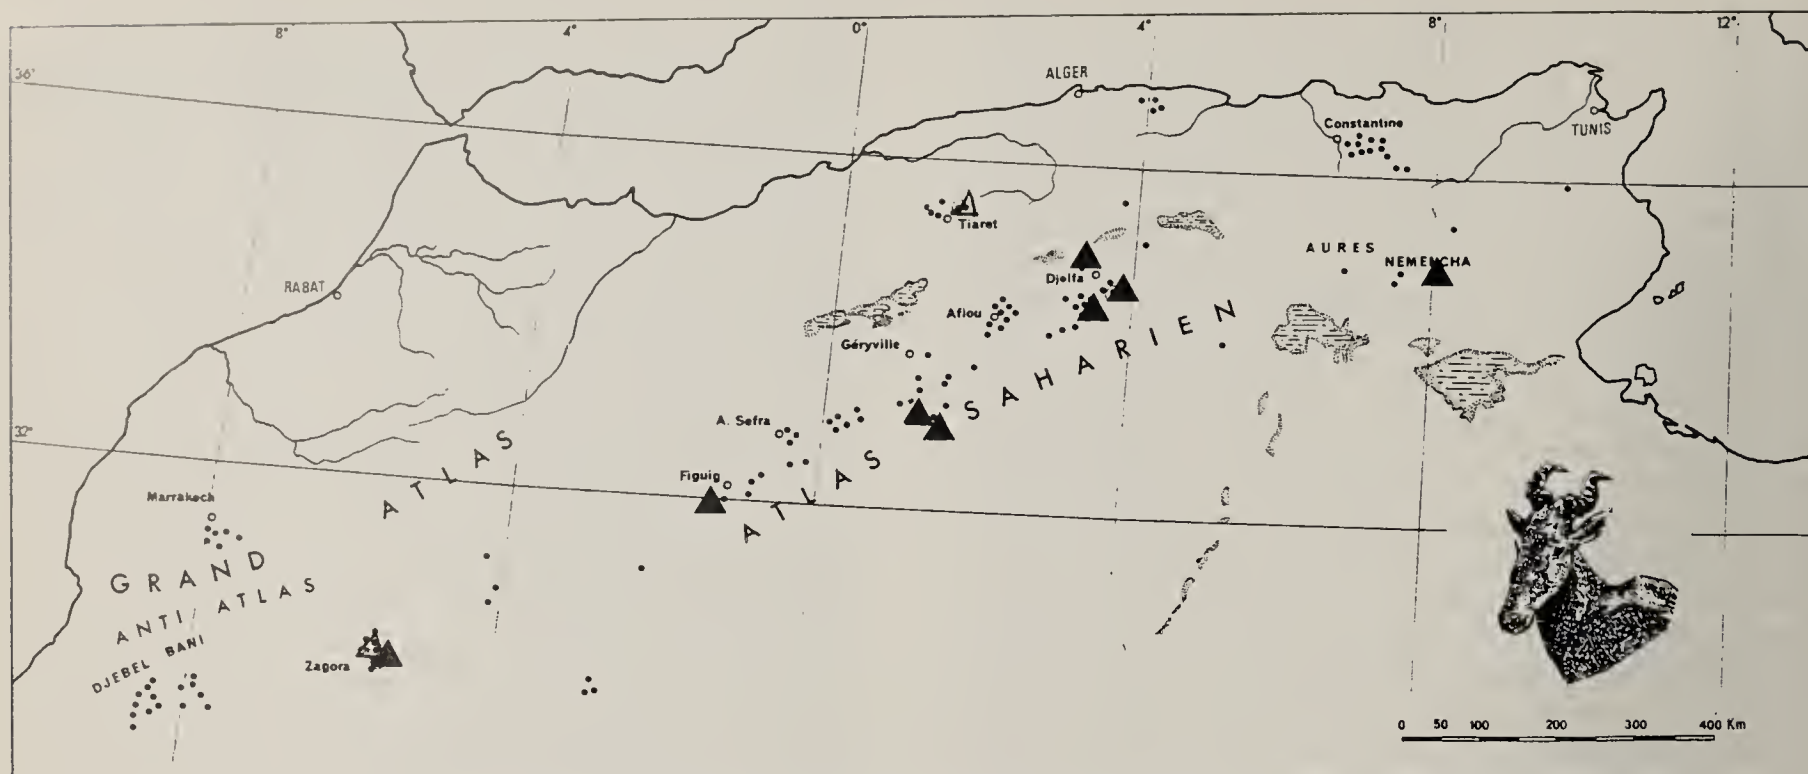 8° 4° 0° 4° 8° 12°
36°
ALGER
Constantine
TUNIS
Tiaret
AURES
NEMENCHA
RABAT
Djelfa
Aflou
Géryville
A. Sefra
ATLAS SAHARIEN
32°
Figuig
Marrakech
GRAND ATLAS
ANTI ATLAS
DJEBEL BANI
Zagora
0 50 100 200 300 400 Km